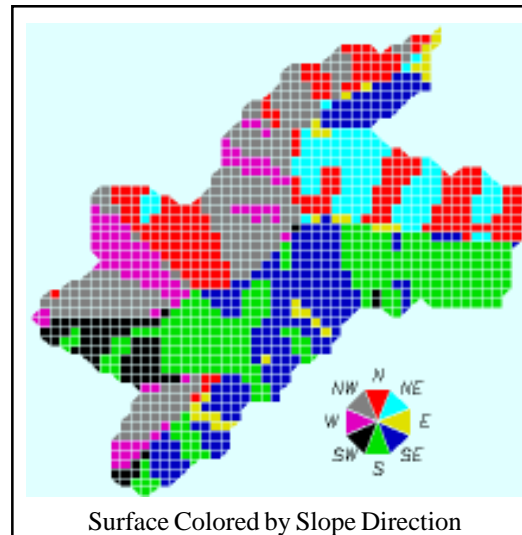 N
NW NE
W E
SW SE
S
Surface Colored by Slope Direction